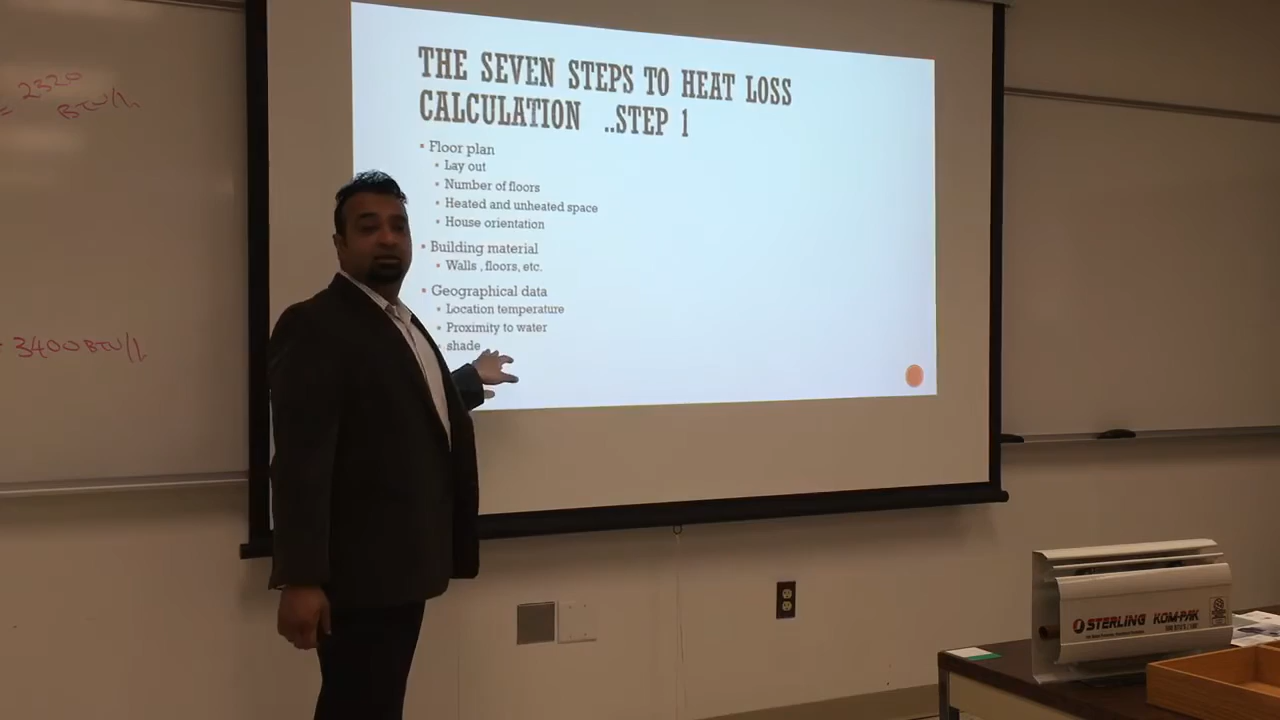 = 2320
BTU/h
= 3400 BTU/h
THE SEVEN STEPS TO HEAT LOSS
CALCULATION ..STEP 1
▪ Floor plan
▪ Lay out
▪ Number of floors
▪ Heated and unheated space
▪ House orientation
▪ Building material
▪ Walls , floors, etc.
▪ Geographical data
▪ Location temperature
▪ Proximity to water
▪ shade
STERLING KOM-PAK